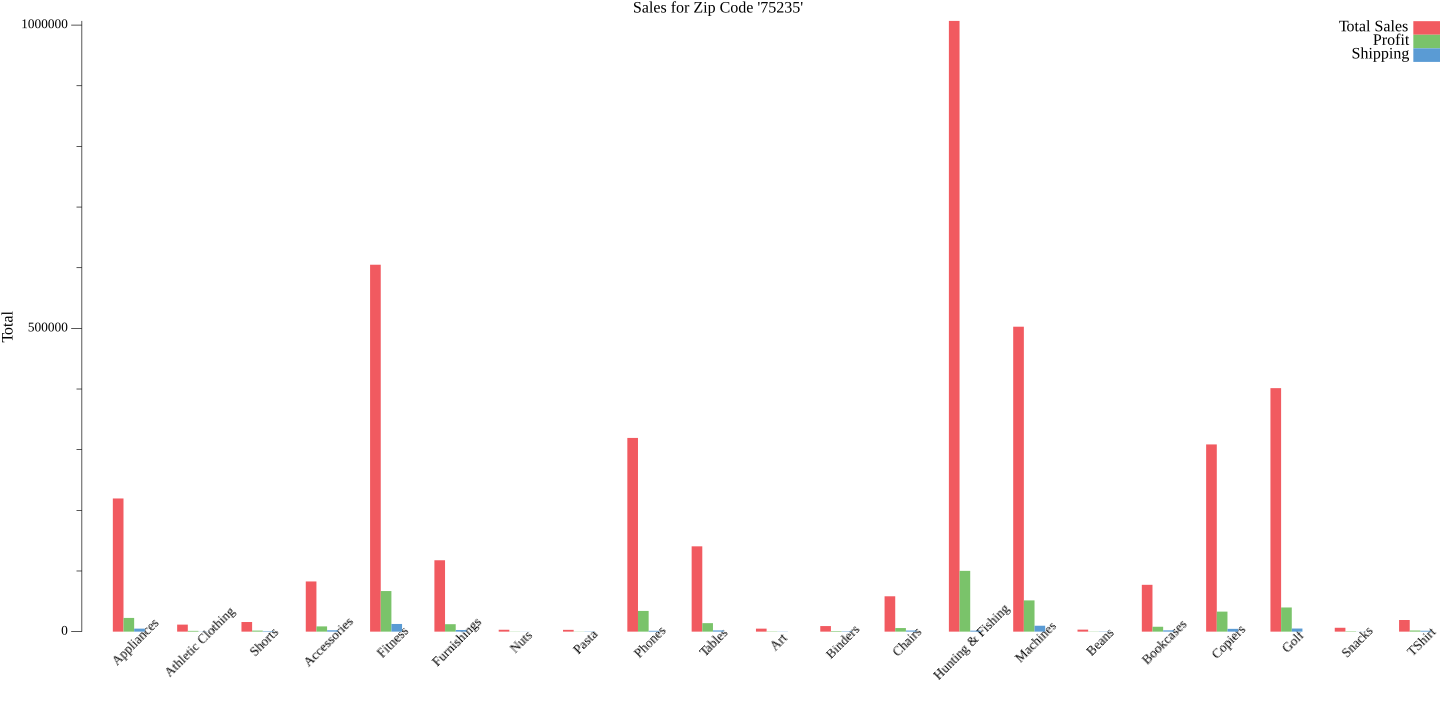 Sales for Zip Code '75235'
Total Sales
Profit
Shipping
Total
1000000
500000
0
Appliances
Athletic Clothing
Shorts
Accessories
Fitness
Furnishings
Nuts
Pasta
Phones
Tables
Art
Binders
Chairs
Hunting & Fishing
Machines
Beans
Bookcases
Copiers
Golf
Snacks
TShirt